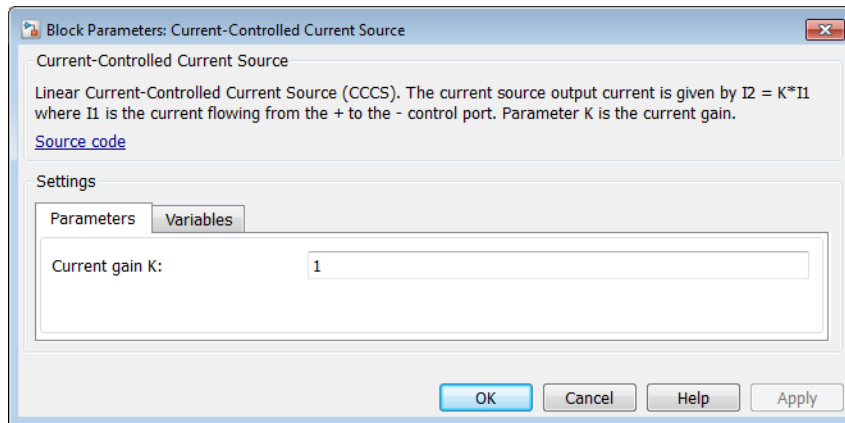 Block Parameters: Current-Controlled Current Source
Current-Controlled Current Source
Linear Current-Controlled Current Source (CCCS). The current source output current is given by I2 = K*I1
where I1 is the current flowing from the + to the - control port. Parameter K is the current gain.
Source code
Settings
Parameters Variables
Current gain K: 1
OK Cancel Help Apply